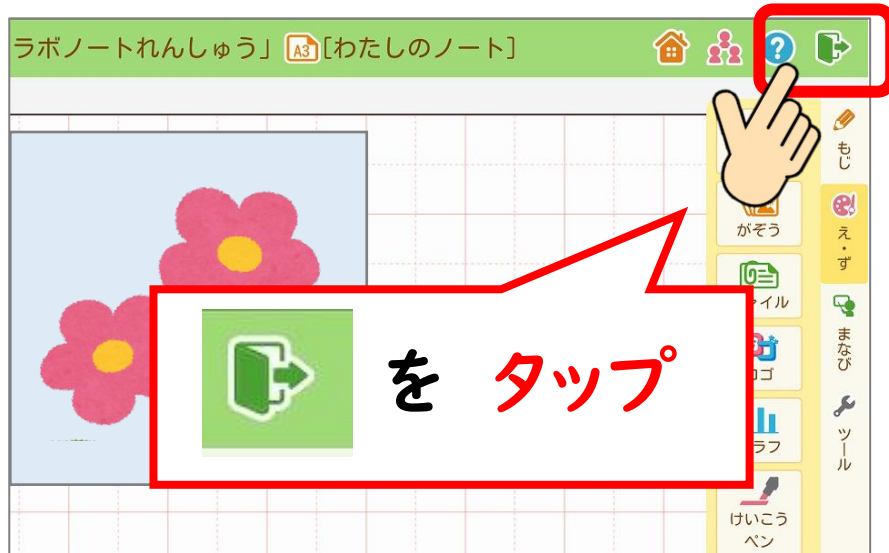 ラボノートれんしゅう」 A3 [わたしのノート]
?
もじ
がぞう
え・ず
イル
まなび
ゴ
ラフ
ツール
けいこう
ペン
を タップ